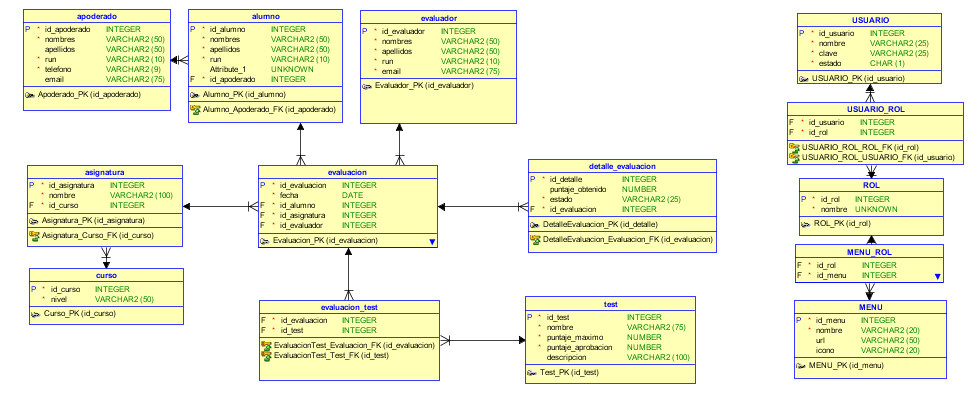 apoderado
P * id_apoderado INTEGER
* nombres VARCHAR2 (50)
* apellidos VARCHAR2 (50)
* run VARCHAR2 (10)
* telefono VARCHAR2 (9)
email VARCHAR2 (75)
Apoderado_PK (id_apoderado)
alumno
P * id_alumno INTEGER
* nombres VARCHAR2 (50)
* apellidos VARCHAR2 (50)
* run VARCHAR2 (10)
Attribute_1 UNKNOWN
F * id_apoderado INTEGER
Alumno_PK (id_alumno)
Alumno_Apoderado_FK (id_apoderado)
evaluador
P * id_evaluador INTEGER
* nombres VARCHAR2 (50)
* apellidos VARCHAR2 (50)
* run VARCHAR2 (10)
* email VARCHAR2 (75)
Evaluador_PK (id_evaluador)
USUARIO
P * id_usuario INTEGER
* nombre VARCHAR2 (25)
* clave VARCHAR2 (25)
* estado CHAR (1)
USUARIO_PK (id_usuario)
USUARIO_ROL
F * id_usuario INTEGER
F * id_rol INTEGER
USUARIO_ROL_ROL_FK (id_rol)
USUARIO_ROL_USUARIO_FK (id_usuario)
asignatura
P * id_asignatura INTEGER
* nombre VARCHAR2 (100)
F * id_curso INTEGER
Asignatura_PK (id_asignatura)
Asignatura_Curso_FK (id_curso)
evaluacion
P * id_evaluacion INTEGER
* fecha DATE
F * id_alumno INTEGER
F * id_asignatura INTEGER
F * id_evaluador INTEGER
Evaluacion_PK (id_evaluacion)
detalle_evaluacion
P * id_detalle INTEGER
puntaje_obtenido NUMBER
* estado VARCHAR2 (25)
F * id_evaluacion INTEGER
DetalleEvaluacion_PK (id_detalle)
DetalleEvaluacion_Evaluacion_FK (id_evaluacion)
ROL
P * id_rol INTEGER
* nombre UNKNOWN
ROL_PK (id_rol)
MENU_ROL
F * id_rol INTEGER
F * id_menu INTEGER
curso
P * id_curso INTEGER
* nivel VARCHAR2 (50)
Curso_PK (id_curso)
evaluacion_test
F * id_evaluacion INTEGER
F * id_test INTEGER
EvaluacionTest_Evaluacion_FK (id_evaluacion)
EvaluacionTest_Test_FK (id_test)
test
P * id_test INTEGER
* nombre VARCHAR2 (75)
* puntaje_maximo NUMBER
* puntaje_aprobacion NUMBER
descripcion VARCHAR2 (100)
Test_PK (id_test)
MENU
P * id_menu INTEGER
* nombre VARCHAR2 (20)
url VARCHAR2 (50)
icono VARCHAR2 (20)
MENU_PK (id_menu)